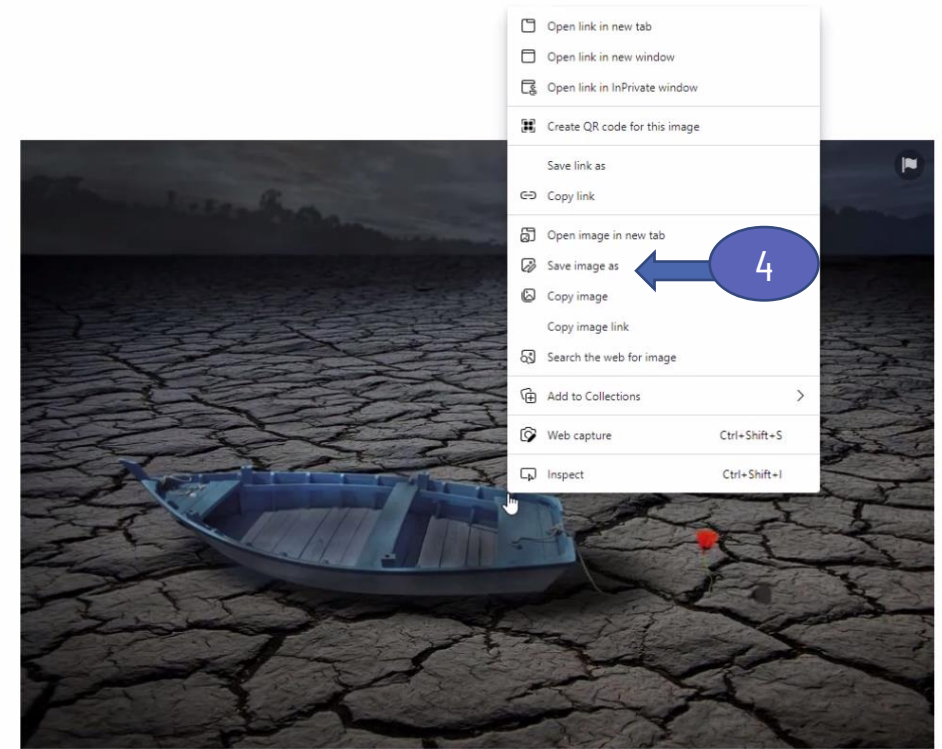 Open link in new tab
Open link in new window
Open link in InPrivate window
Create QR code for this image
Save link as
Copy link
Open image in new tab
Save image as
4
Copy image
Copy image link
Search the web for image
Add to Collections
Web capture Ctrl+Shift+S
Inspect Ctrl+Shift+I